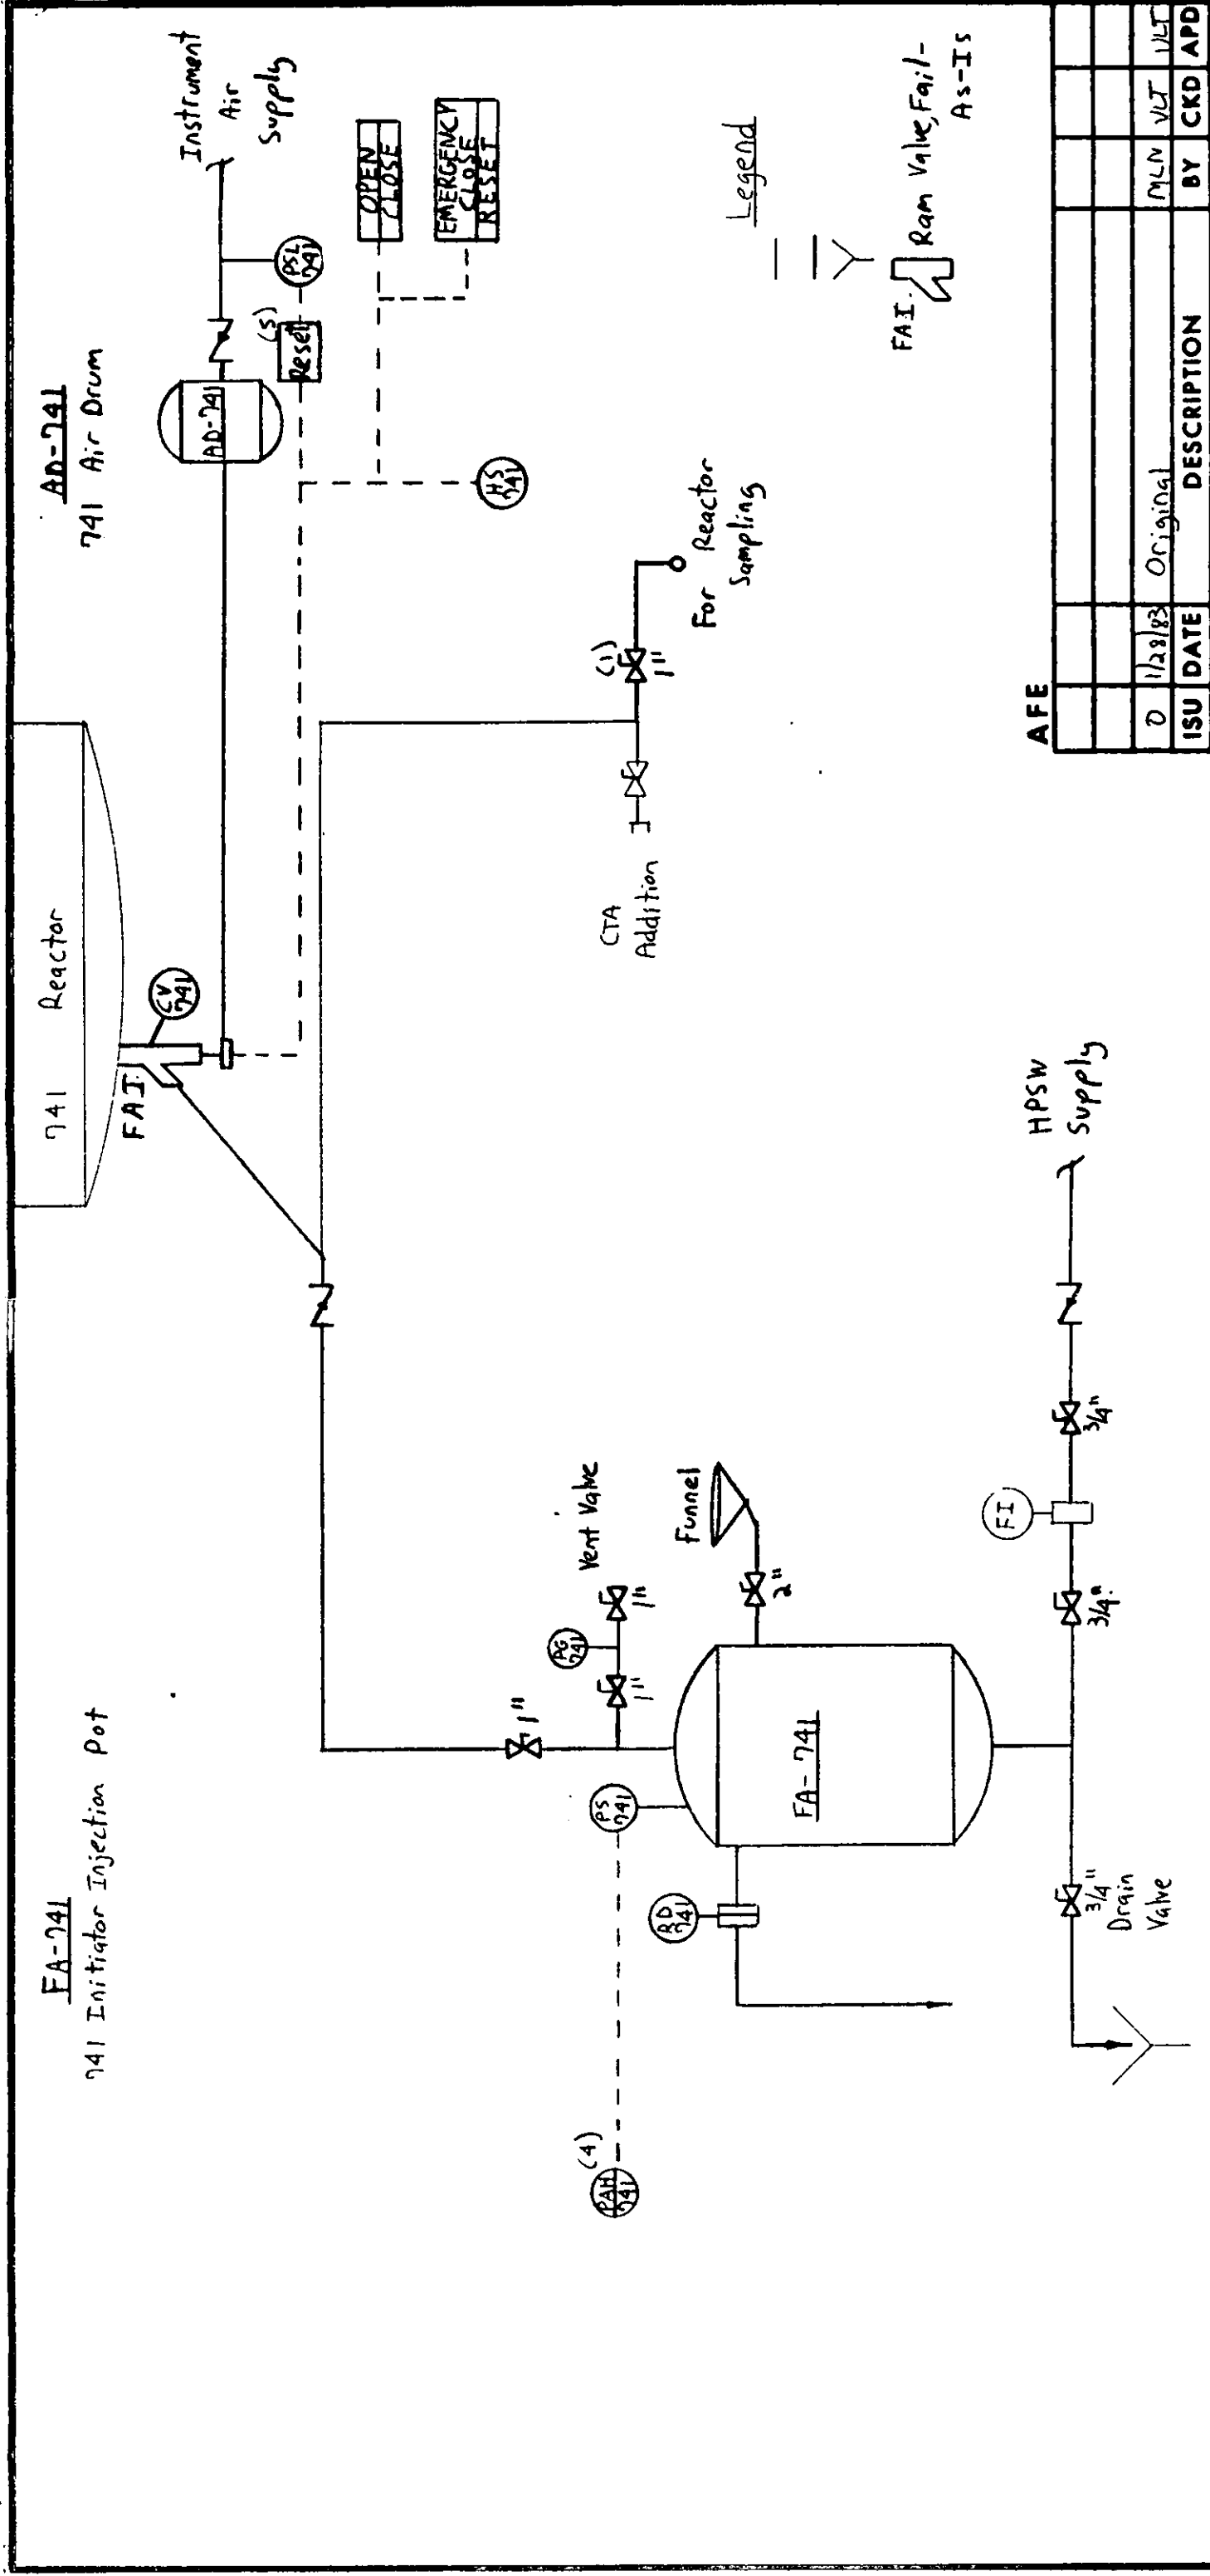 FA-741
741 Initiator Injection Pot
741 Reactor
FAI
CV
741
AD-741
741 Air Drum
AD-741
Instrument
Air
Supply
PSL
741
(5)
Reset
OPEN
CLOSE
EMERGENCY
CLOSE
RESET
HS
741
(1)
1"
For Reactor
Sampling
CTA
Addition
1"
PG
741
1"
1"
Vent Valve
PS
741
(4)
PAH
741
RD
741
FA-741
2"
Funnel
FI
3/4"
3/4"
HPSW
Supply
3/4"
Drain
Valve
Legend
FAI
Ram Valve, Fail-
As-Is
AFE
0 1/28/83 Original MLN VLT VLT
ISU DATE DESCRIPTION BY CKD APD